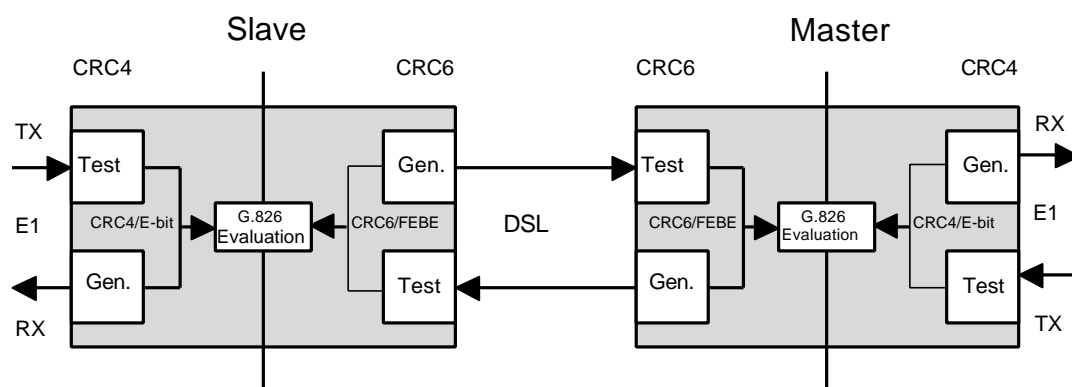 Slave
Master
CRC4
CRC6
CRC6
CRC4
TX
RX
Test
Gen.
Test
Gen.
CRC4/E-bit
G.826
Evaluation
CRC6/FEBE
CRC6/FEBE
G.826
Evaluation
CRC4/E-bit
E1
DSL
E1
Gen.
Test
Gen.
Test
RX
TX